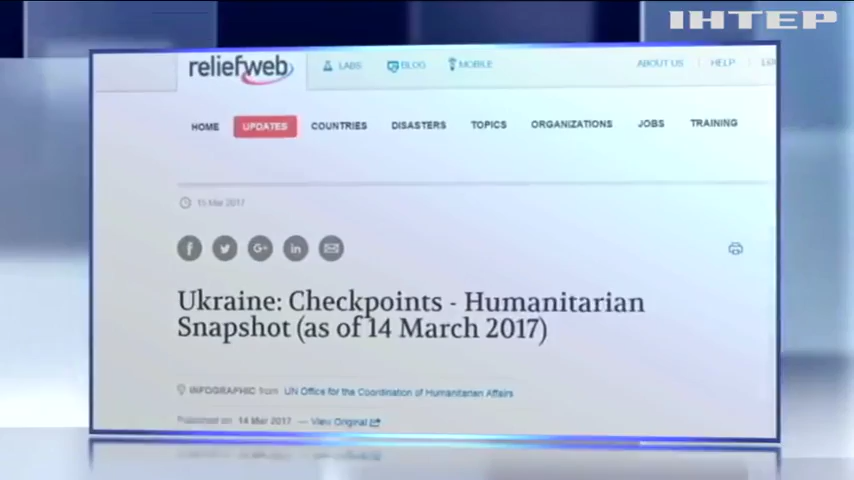 ІНТЕР
reliefweb
LABS BLOG MOBILE ABOUT US HELP
HOME UPDATES COUNTRIES DISASTERS TOPICS ORGANIZATIONS JOBS TRAINING
15 Mar 2017
Ukraine: Checkpoints - Humanitarian
Snapshot (as of 14 March 2017)
INFOGRAPHIC from UN Office for the Coordination of Humanitarian Affairs
Published on 14 Mar 2017 — View Original